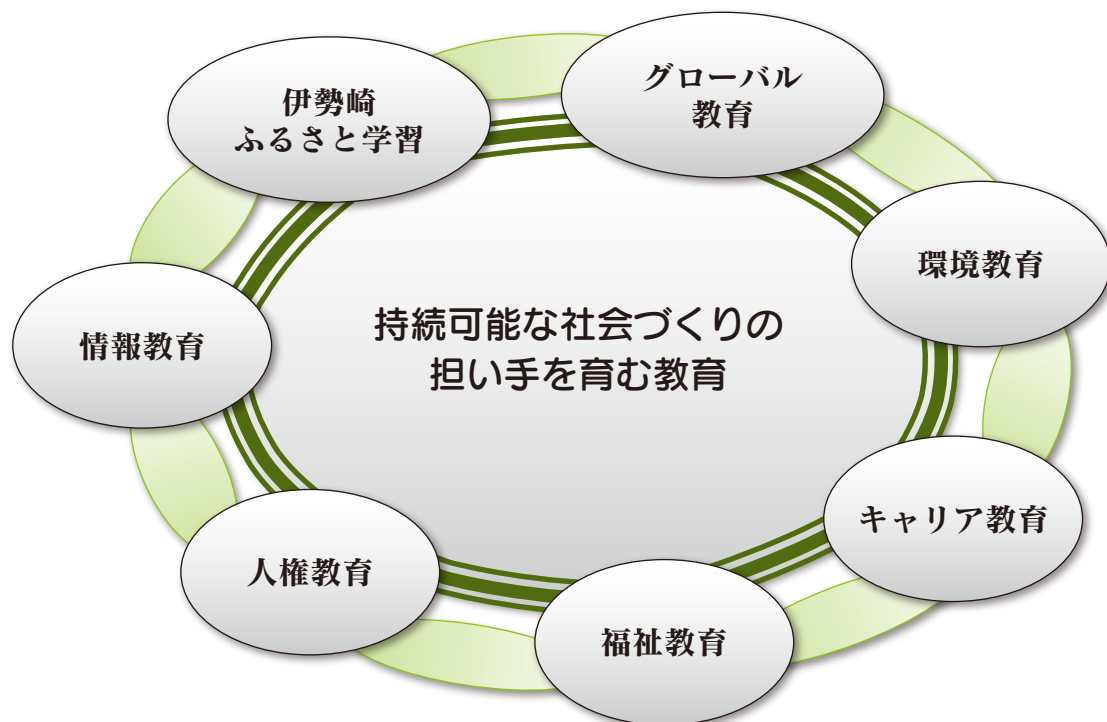 伊勢崎
ふるさと学習
グローバル
教育
環境教育
情報教育
持続可能な社会づくりの
担い手を育む教育
キャリア教育
人権教育
福祉教育